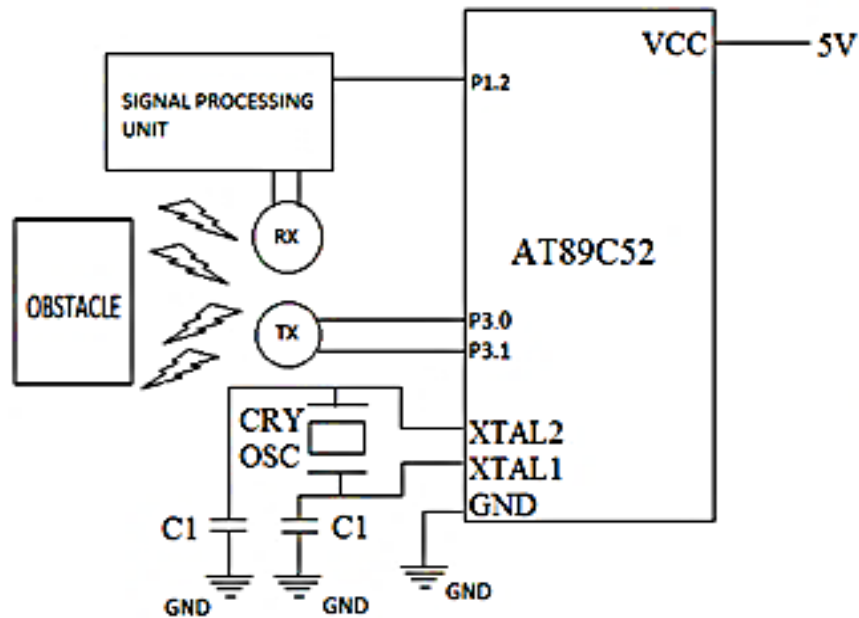 VCC
5V
P1.2
SIGNAL PROCESSING
UNIT
RX
AT89C52
OBSTACLE
TX
P3.0
P3.1
CRY
OSC
XTAL2
XTAL1
GND
C1
C1
GND
GND
GND